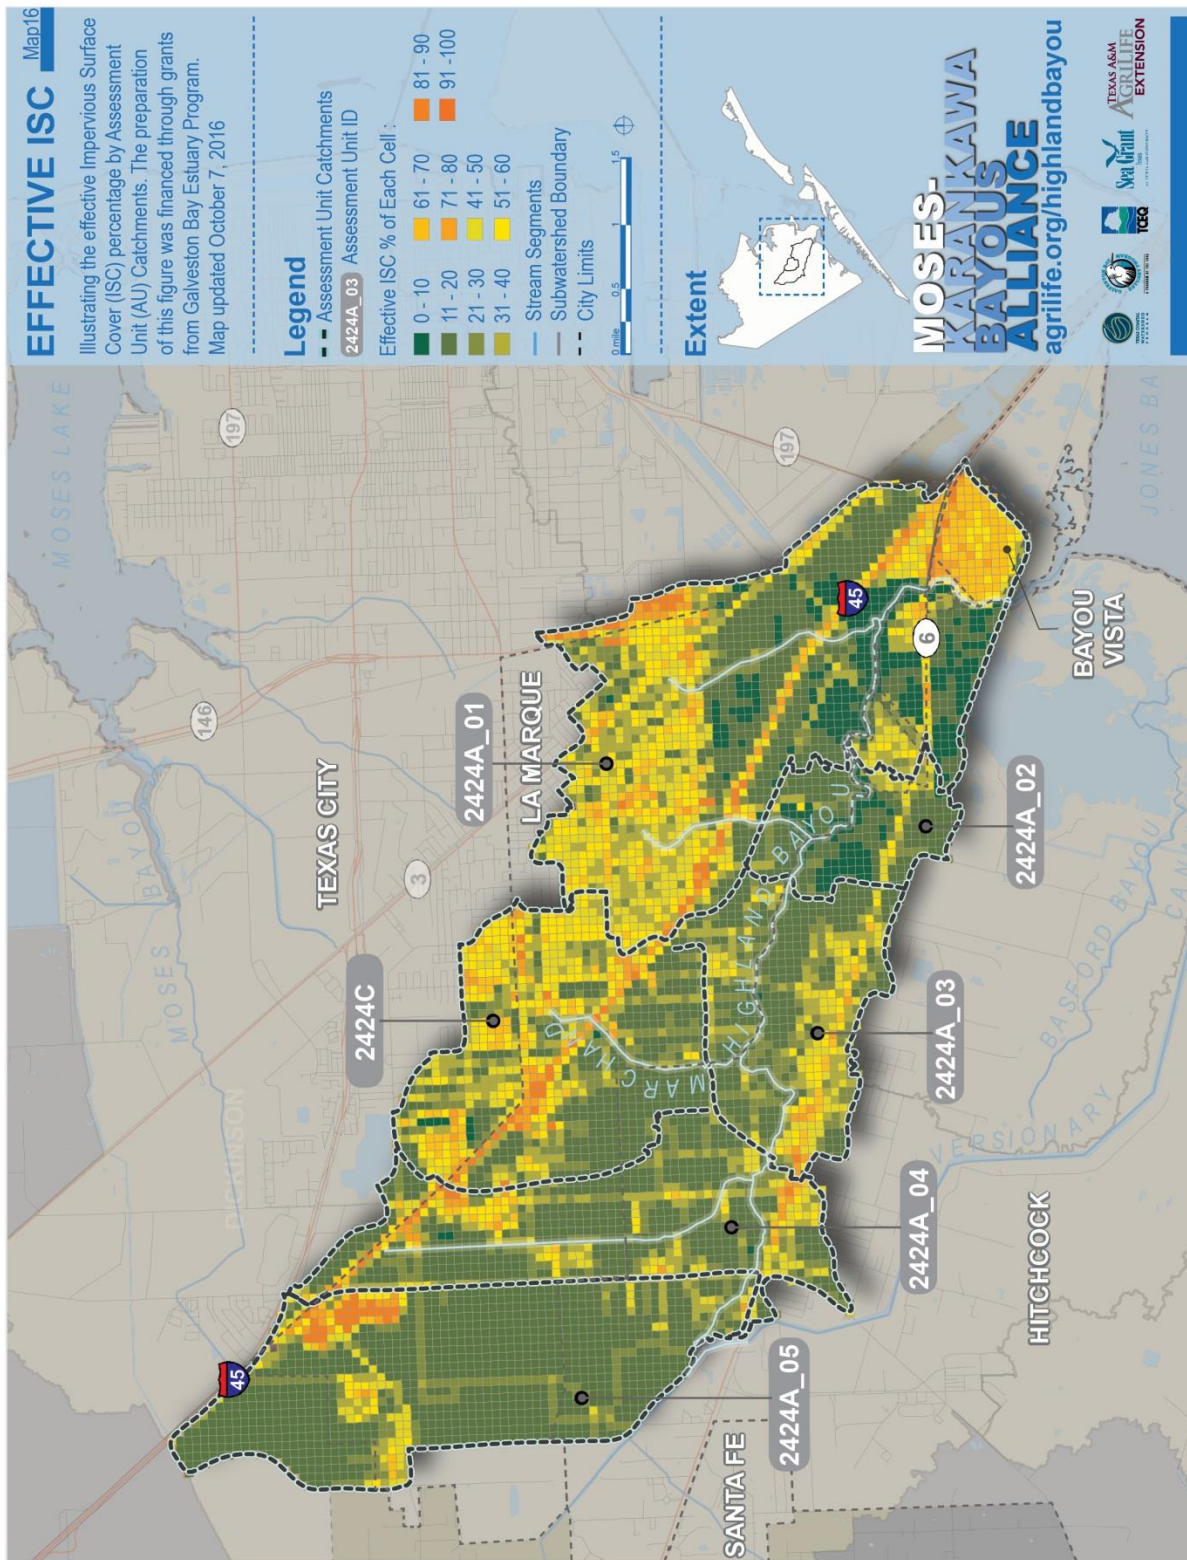 EFFECTIVE ISC
Map16
Illustrating the effective Impervious Surface
Cover (ISC) percentage by Assessment
Unit (AU) Catchments. The preparation
of this figure was financed through grants
from Galveston Bay Estuary Program.
Map updated October 7, 2016
Legend
Assessment Unit Catchments
2424A_03 Assessment Unit ID
Effective ISC % of Each Cell :
0 - 10
11 - 20
21 - 30
31 - 40
61 - 70
71 - 80
41 - 50
51 - 60
81 - 90
91 -100
Stream Segments
Subwatershed Boundary
City Limits
0 mile 0.5 1 1.5
Extent
MOSES-
KARANKAWA
BAYOUS
ALLIANCE
agrilife.org/highlandbayou
TCEQ
Sea Grant
Texas
TEXAS A&M
AGRILIFE
EXTENSION
MOSES LAKE
197
146
MOSES BAYOU
TEXAS CITY
3
2424A_01
LA MARQUE
2424C
DICKINSON
45
197
45
6
BAYOU
VISTA
JONES BA
MARCHAND
HIGHLAND BAYOU
2424A_02
2424A_03
2424A_04
2424A_05
BASFORD BAYOU
VERSIONARY CANA
HITCHCOCK
SANTA FE